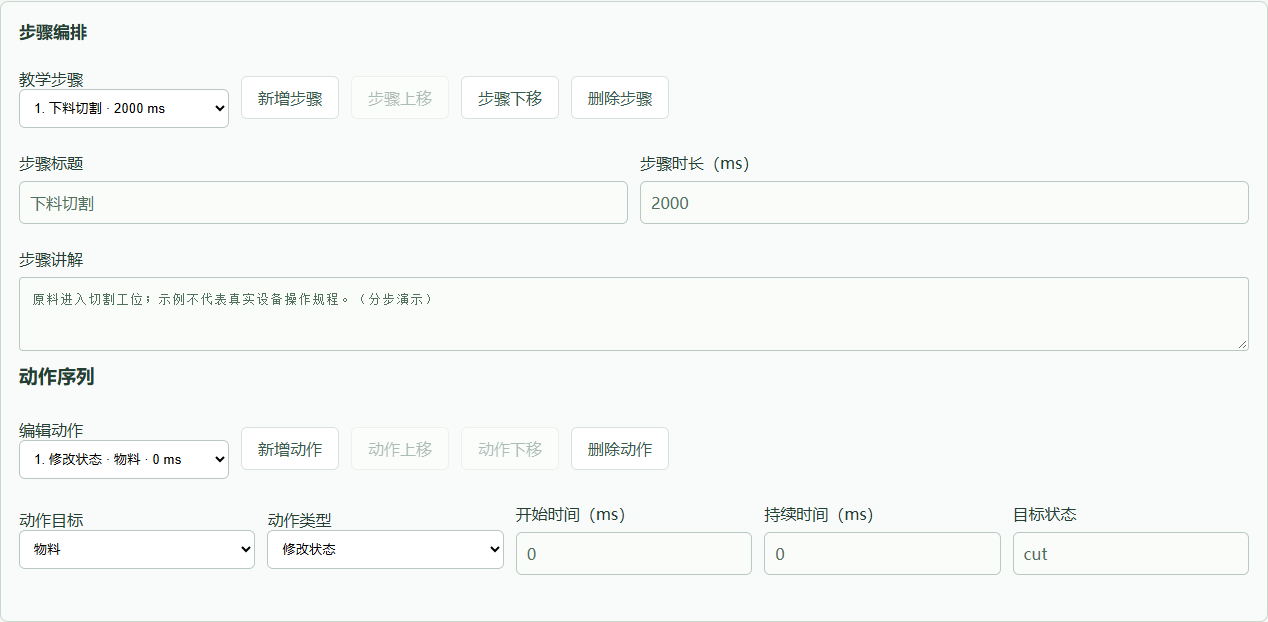 步骤编排
教学步骤
1. 下料切割 · 2000 ms
新增步骤
步骤上移
步骤下移
删除步骤
步骤标题
步骤时长（ms）
下料切割
2000
步骤讲解
原料进入切割工位；示例不代表真实设备操作规程。（分步演示）
动作序列
编辑动作
1. 修改状态 · 物料 · 0 ms
新增动作
动作上移
动作下移
删除动作
动作目标
动作类型
开始时间（ms）
持续时间（ms）
目标状态
物料
修改状态
0
0
cut